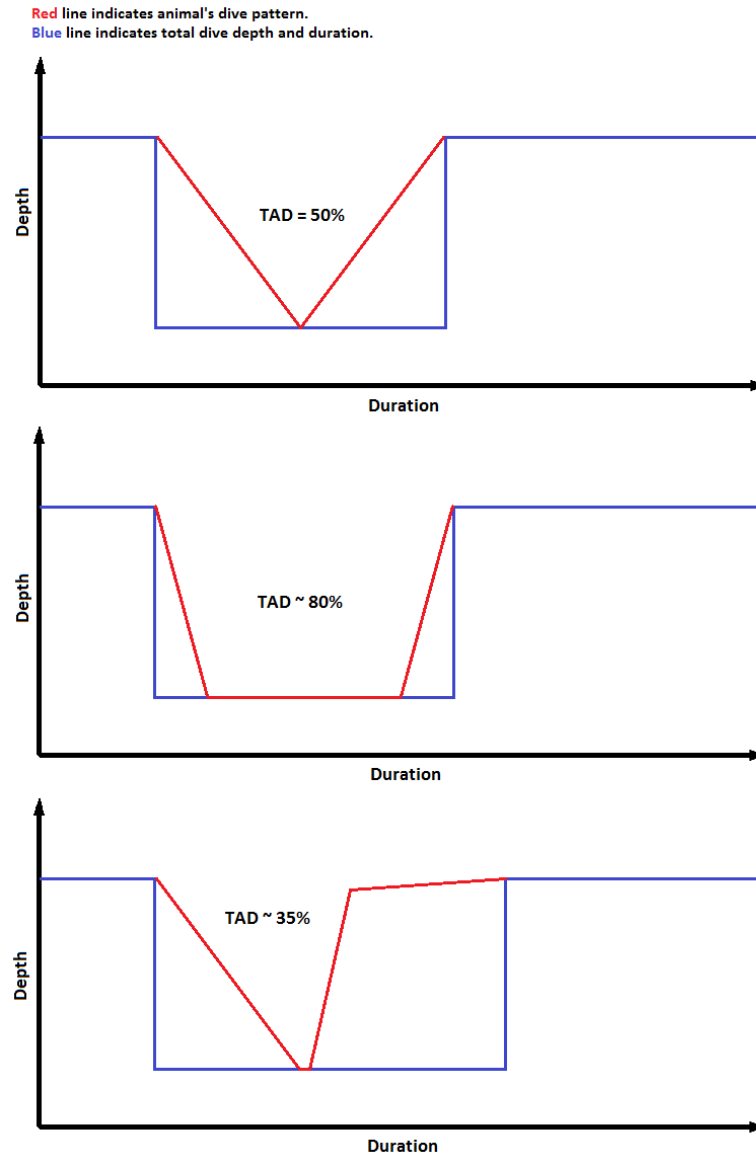 Red line indicates animal's dive pattern.
Blue line indicates total dive depth and duration.
Depth
TAD = 50%
Duration
Depth
TAD ~ 80%
Duration
Depth
TAD ~ 35%
Duration